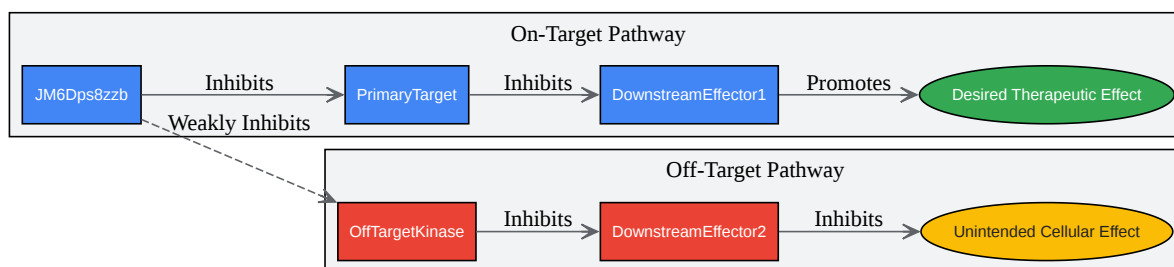 On-Target Pathway
JM6Dps8zzb
Inhibits
PrimaryTarget
Inhibits
DownstreamEffector1
Promotes
Desired Therapeutic Effect
Weakly Inhibits
Off-Target Pathway
OffTargetKinase
Inhibits
DownstreamEffector2
Inhibits
Unintended Cellular Effect